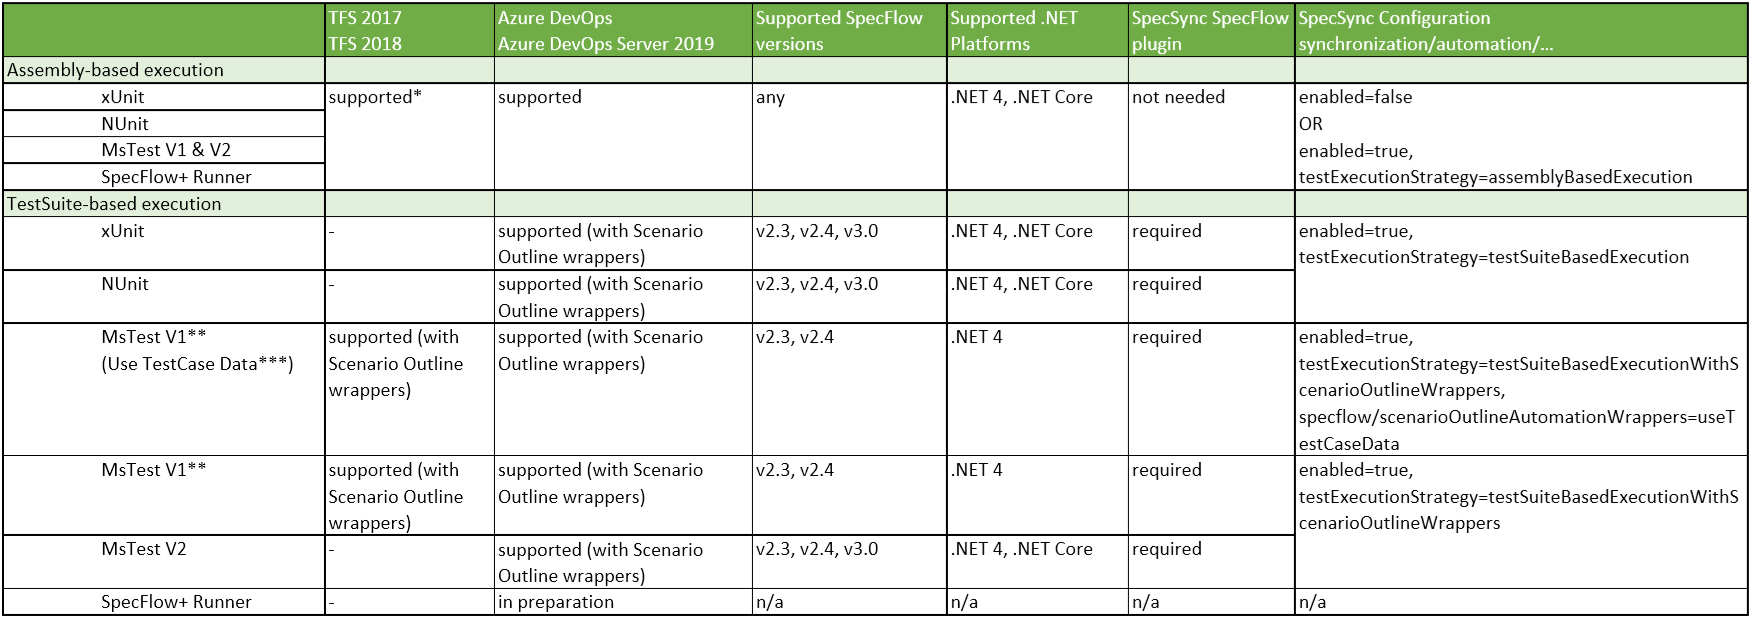 TFS 2017
TFS 2018
Azure DevOps
Azure DevOps Server 2019
Supported SpecFlow
versions
Supported .NET
Platforms
SpecSync SpecFlow
plugin
SpecSync Configuration
synchronization/automation/...
Assembly-based execution
xUnit
supported*
supported
any
.NET 4, .NET Core
not needed
enabled=false
NUnit
OR
MsTest V1 & V2
enabled=true,
SpecFlow+ Runner
testExecutionStrategy=assemblyBasedExecution
TestSuite-based execution
xUnit
-
supported (with Scenario
Outline wrappers)
v2.3, v2.4, v3.0
.NET 4, .NET Core
required
enabled=true,
testExecutionStrategy=testSuiteBasedExecution
NUnit
-
supported (with Scenario
Outline wrappers)
v2.3, v2.4, v3.0
.NET 4, .NET Core
required
MsTest V1**
(Use TestCase Data***)
supported (with
Scenario Outline
wrappers)
supported (with Scenario
Outline wrappers)
v2.3, v2.4
.NET 4
required
enabled=true,
testExecutionStrategy=testSuiteBasedExecutionWithS
cenarioOutlineWrappers,
specflow/scenarioOutlineAutomationWrappers=useT
estCaseData
MsTest V1**
supported (with
Scenario Outline
wrappers)
supported (with Scenario
Outline wrappers)
v2.3, v2.4
.NET 4
required
enabled=true,
testExecutionStrategy=testSuiteBasedExecutionWithS
cenarioOutlineWrappers
MsTest V2
-
supported (with Scenario
Outline wrappers)
v2.3, v2.4, v3.0
.NET 4, .NET Core
required
SpecFlow+ Runner
-
in preparation
n/a
n/a
n/a
n/a